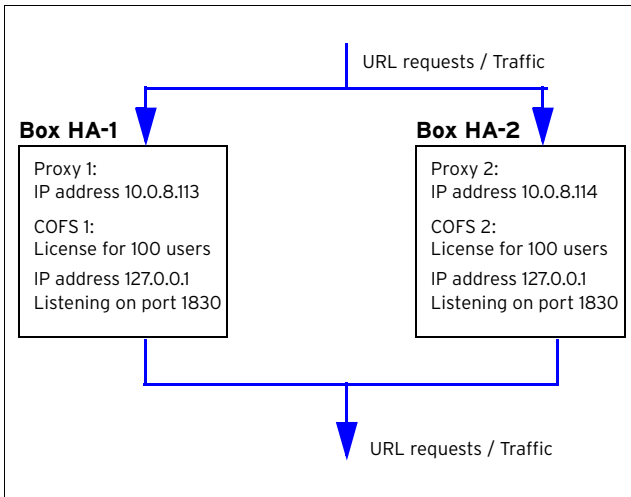 URL requests / Traffic
Box HA-1
Proxy 1:
IP address 10.0.8.113
COFS 1:
License for 100 users
IP address 127.0.0.1
Listening on port 1830
Box HA-2
Proxy 2:
IP address 10.0.8.114
COFS 2:
License for 100 users
IP address 127.0.0.1
Listening on port 1830
URL requests / Traffic